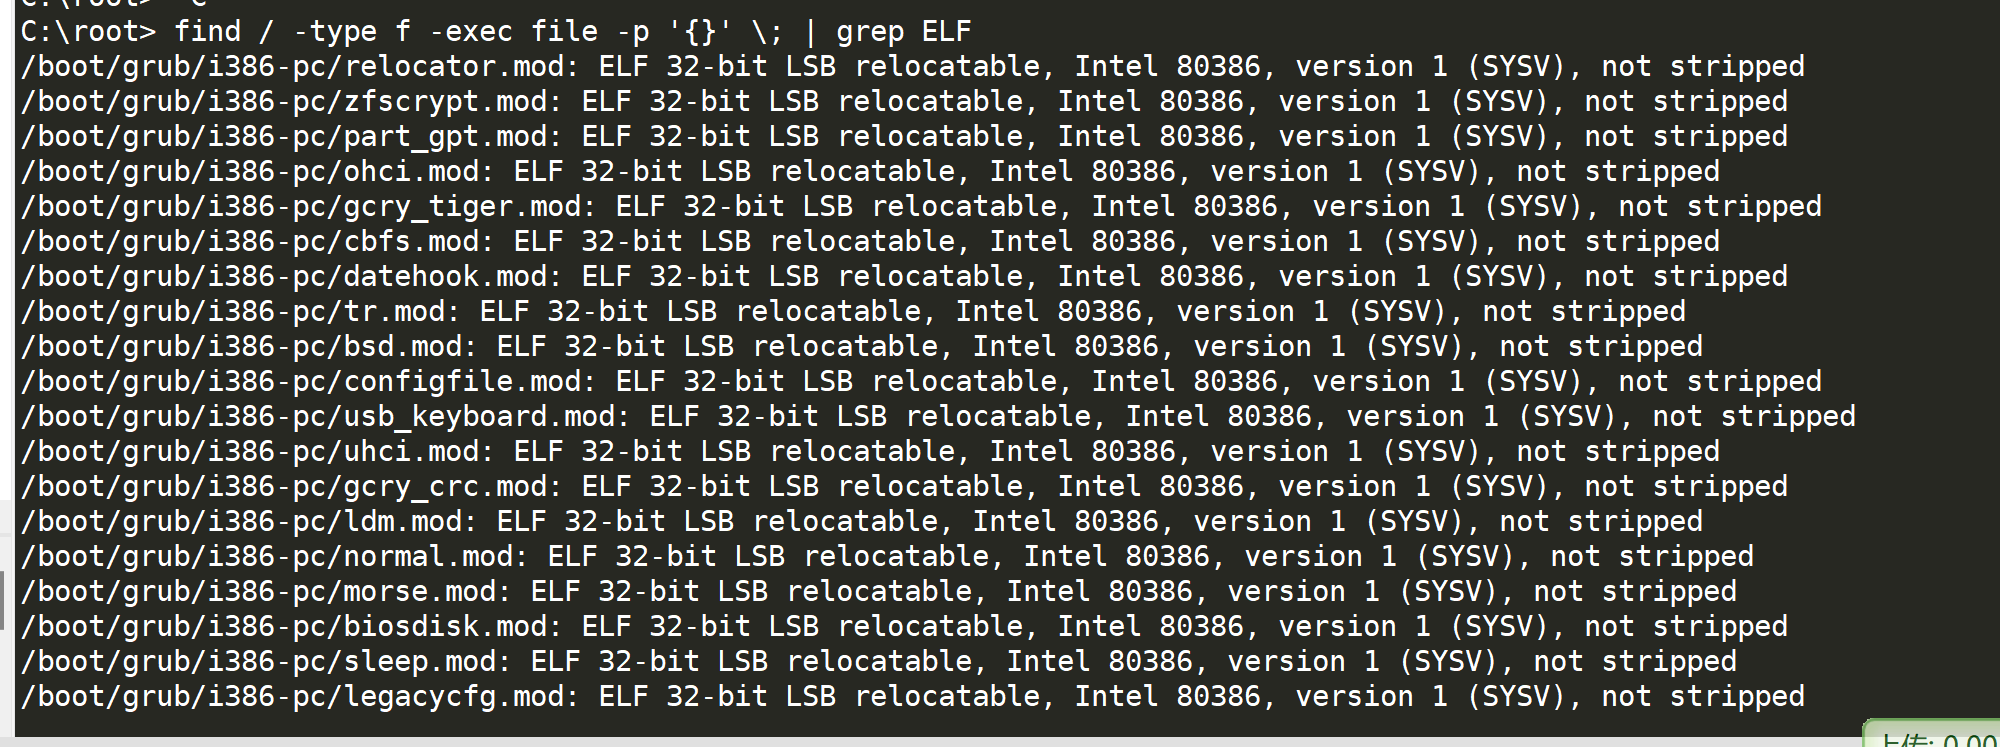 C:\root> ^C
C:\root> find / -type f -exec file -p '{}' \; | grep ELF
/boot/grub/i386-pc/relocator.mod: ELF 32-bit LSB relocatable, Intel 80386, version 1 (SYSV), not stripped
/boot/grub/i386-pc/zfscrypt.mod: ELF 32-bit LSB relocatable, Intel 80386, version 1 (SYSV), not stripped
/boot/grub/i386-pc/part_gpt.mod: ELF 32-bit LSB relocatable, Intel 80386, version 1 (SYSV), not stripped
/boot/grub/i386-pc/ohci.mod: ELF 32-bit LSB relocatable, Intel 80386, version 1 (SYSV), not stripped
/boot/grub/i386-pc/gcry_tiger.mod: ELF 32-bit LSB relocatable, Intel 80386, version 1 (SYSV), not stripped
/boot/grub/i386-pc/cbfs.mod: ELF 32-bit LSB relocatable, Intel 80386, version 1 (SYSV), not stripped
/boot/grub/i386-pc/datehook.mod: ELF 32-bit LSB relocatable, Intel 80386, version 1 (SYSV), not stripped
/boot/grub/i386-pc/tr.mod: ELF 32-bit LSB relocatable, Intel 80386, version 1 (SYSV), not stripped
/boot/grub/i386-pc/bsd.mod: ELF 32-bit LSB relocatable, Intel 80386, version 1 (SYSV), not stripped
/boot/grub/i386-pc/configfile.mod: ELF 32-bit LSB relocatable, Intel 80386, version 1 (SYSV), not stripped
/boot/grub/i386-pc/usb_keyboard.mod: ELF 32-bit LSB relocatable, Intel 80386, version 1 (SYSV), not stripped
/boot/grub/i386-pc/uhci.mod: ELF 32-bit LSB relocatable, Intel 80386, version 1 (SYSV), not stripped
/boot/grub/i386-pc/gcry_crc.mod: ELF 32-bit LSB relocatable, Intel 80386, version 1 (SYSV), not stripped
/boot/grub/i386-pc/ldm.mod: ELF 32-bit LSB relocatable, Intel 80386, version 1 (SYSV), not stripped
/boot/grub/i386-pc/normal.mod: ELF 32-bit LSB relocatable, Intel 80386, version 1 (SYSV), not stripped
/boot/grub/i386-pc/morse.mod: ELF 32-bit LSB relocatable, Intel 80386, version 1 (SYSV), not stripped
/boot/grub/i386-pc/biosdisk.mod: ELF 32-bit LSB relocatable, Intel 80386, version 1 (SYSV), not stripped
/boot/grub/i386-pc/sleep.mod: ELF 32-bit LSB relocatable, Intel 80386, version 1 (SYSV), not stripped
/boot/grub/i386-pc/legacycfg.mod: ELF 32-bit LSB relocatable, Intel 80386, version 1 (SYSV), not stripped
上传: 0.00